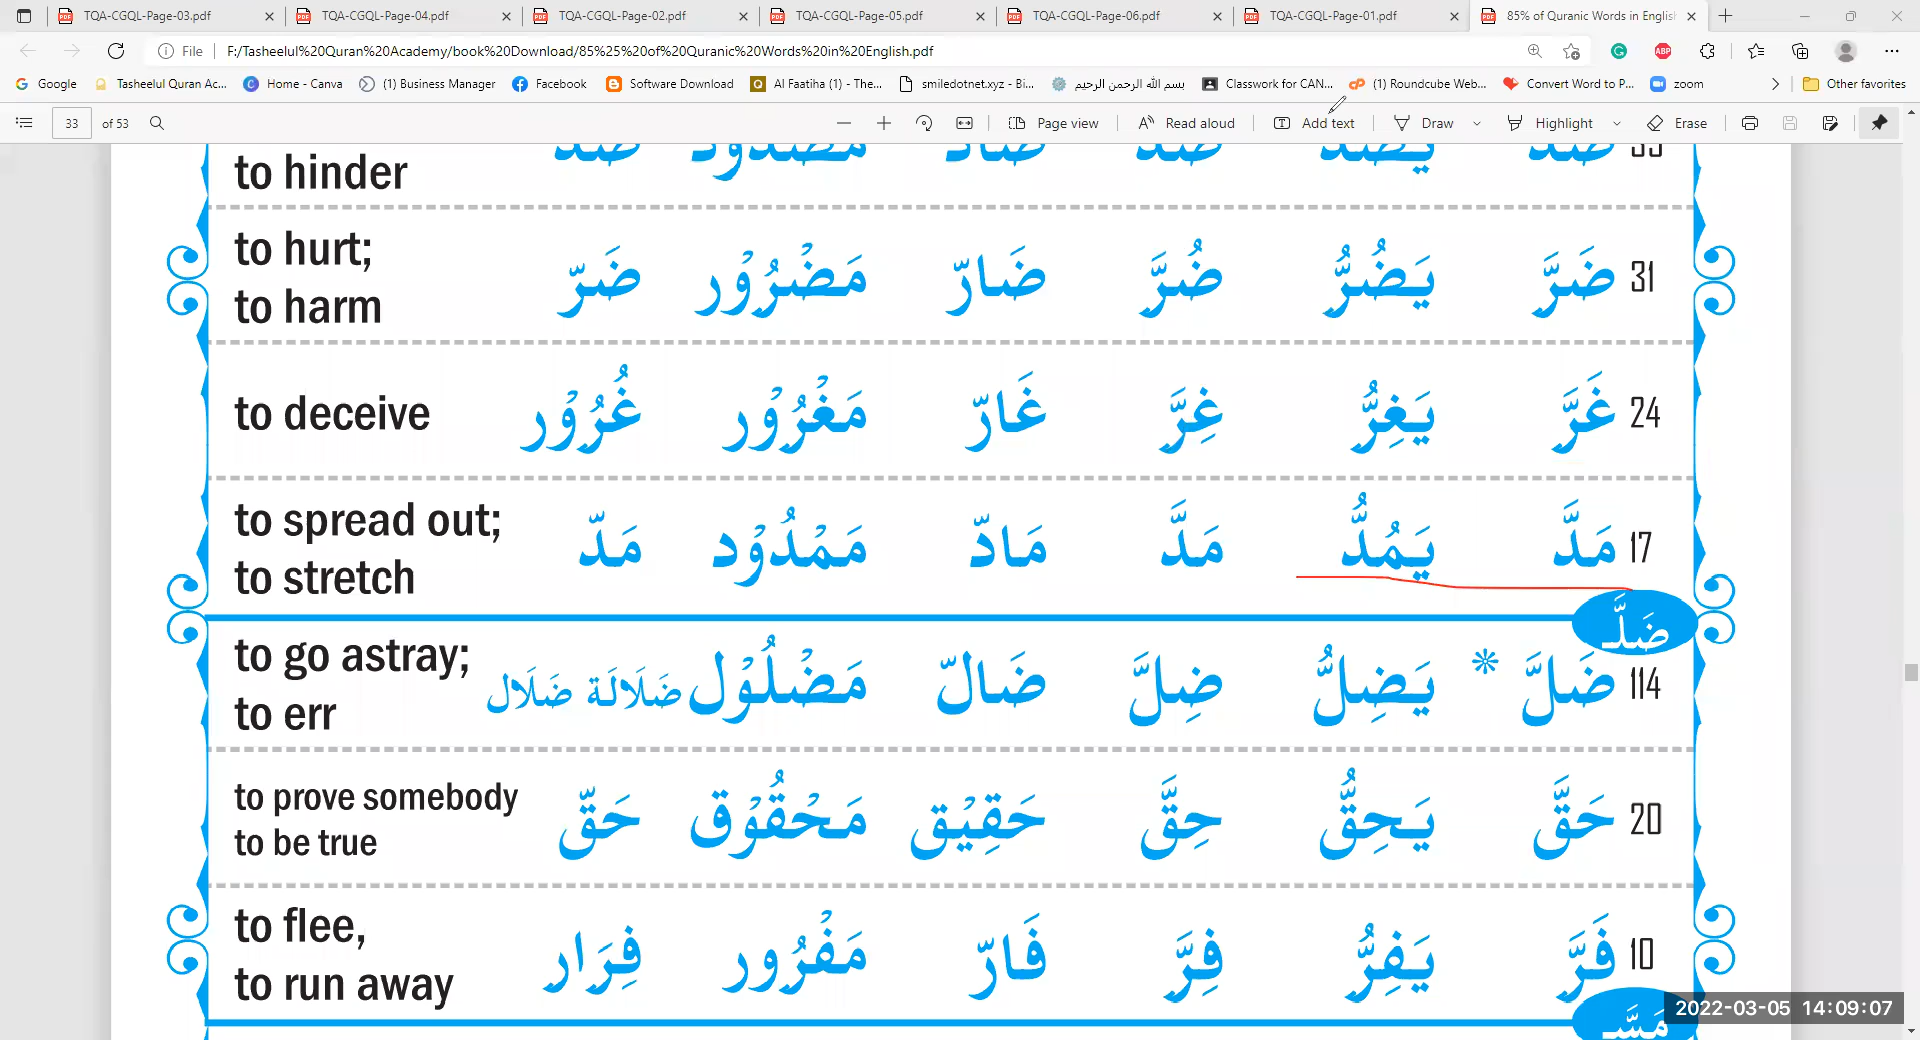 TQA-CGQL-Page-03.pdf TQA-CGQL-Page-04.pdf TQA-CGQL-Page-02.pdf TQA-CGQL-Page-05.pdf TQA-CGQL-Page-06.pdf TQA-CGQL-Page-01.pdf 85% of Quranic Words in English
File F:/Tasheelul%20Quran%20Academy/book%20Download/85%25%20of%20Quranic%20Words%20in%20English.pdf
Google Tasheelul Quran Ac... Home - Canva (1) Business Manager Facebook Software Download Al Faatiha (1) - The... smiledotnet.xyz - Bi... بسم الله الرحمن الرحيم Classwork for CAN... (1) Roundcube Web... Convert Word to P... zoom Other favorites
33 of 53 Page view Read aloud Add text Draw Highlight Erase
to hinder
31 ضَرَّ يَضُرُّ ضُرَّ ضَارّ مَضْرُوْر ضَرّ to hurt;
to harm
24 غَرَّ يَغِرُّ غِرَّ غَارّ مَغْرُوْر غُرُوْر to deceive
17 مَدَّ يَمُدُّ مَدَّ مَادّ مَمْدُوْد مَدّ to spread out;
to stretch
ضَلَّـ
114 ضَلَّ * يَضِلُّ ضِلَّ ضَالّ مَضْلُوْل ضَلَالَة ضَلَال to go astray;
to err
20 حَقَّ يَحِقُّ حِقَّ حَقِيْق مَحْقُوْق حَقّ to prove somebody
to be true
10 فَرَّ يَفِرُّ فِرَّ فَارّ مَفْرُور فِرَار to flee,
to run away
2022-03-05 14:09:07